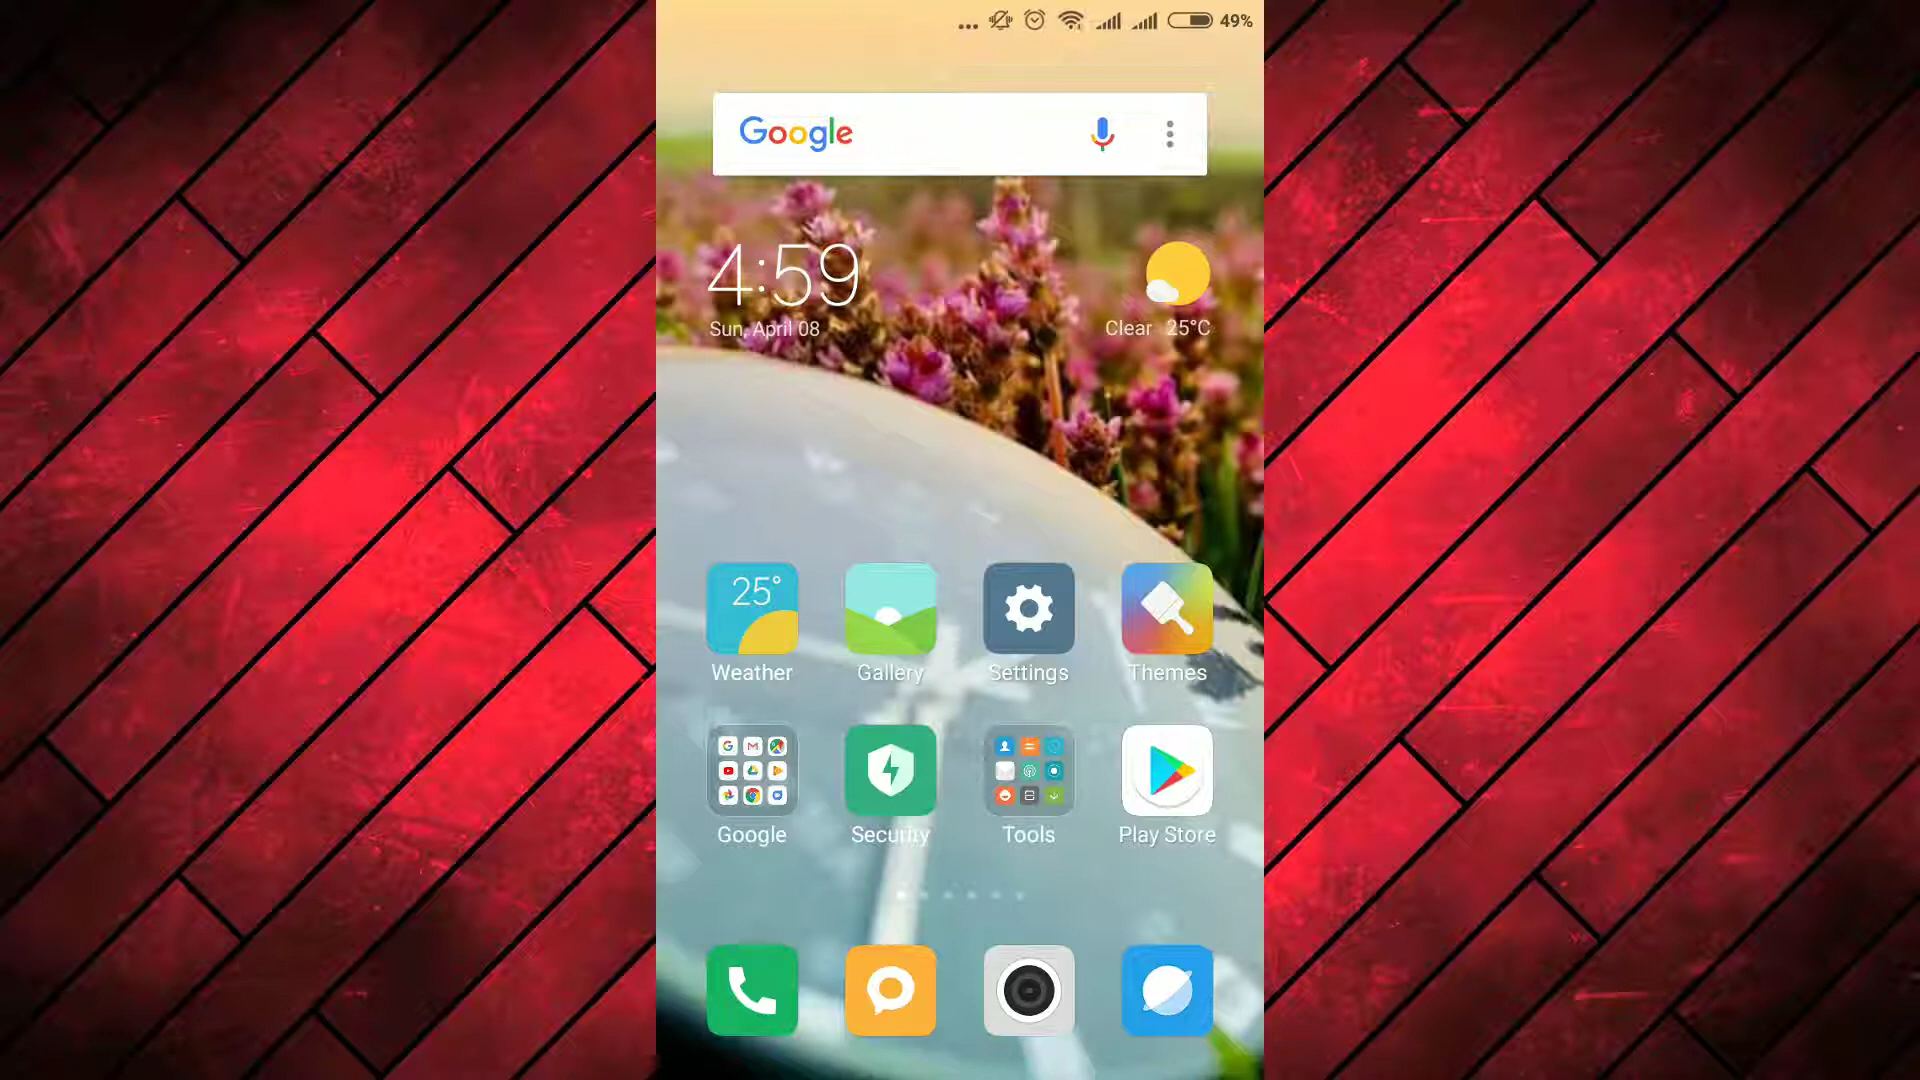 49%
Google
4:59
Sun, April 08
Clear 25°C
25°
Weather Gallery Settings Themes
Google Security Tools Play Store